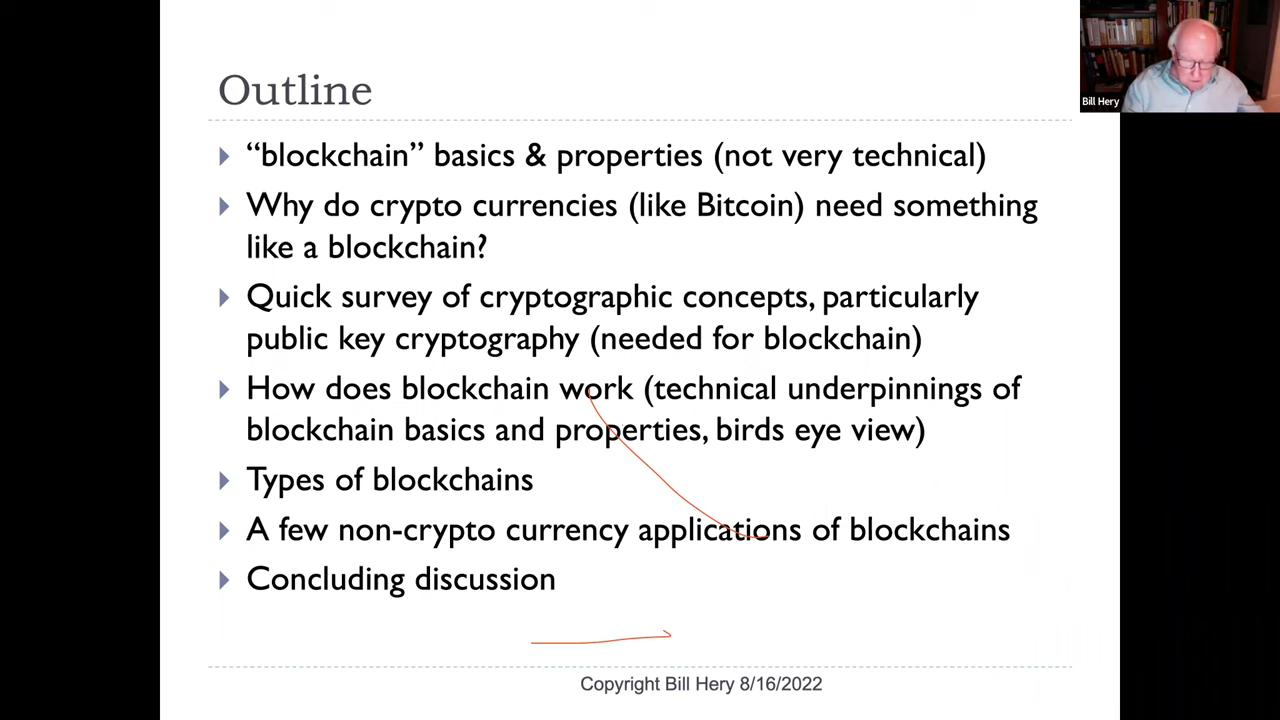 Outline
“blockchain” basics & properties (not very technical)
Why do crypto currencies (like Bitcoin) need something
like a blockchain?
Quick survey of cryptographic concepts, particularly
public key cryptography (needed for blockchain)
How does blockchain work (technical underpinnings of
blockchain basics and properties, birds eye view)
Types of blockchains
A few non-crypto currency applications of blockchains
Concluding discussion
Copyright Bill Hery 8/16/2022
Bill Hery